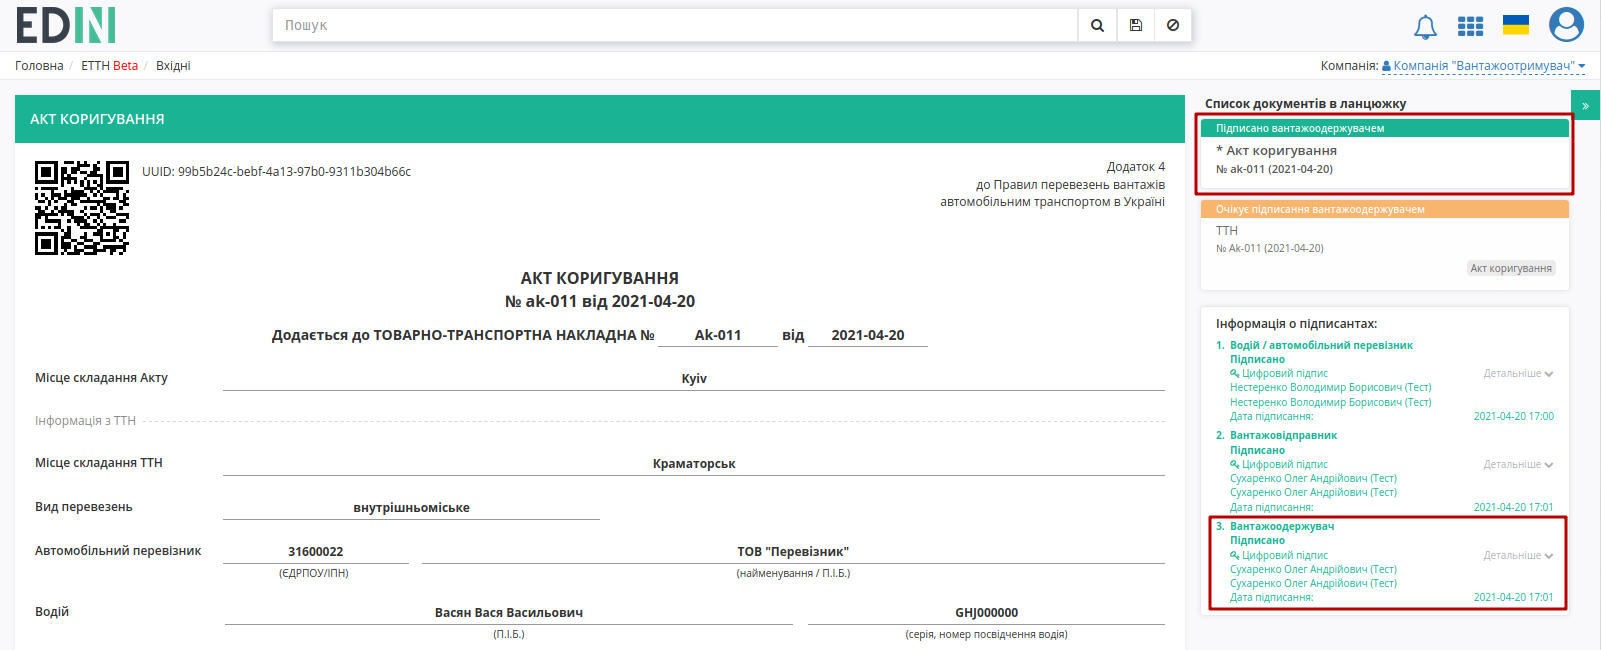 EDIN
Пошук
Головна / ЕТТН Beta / Вхідні
Компанія: Компанія "Вантажоотримувач"
АКТ КОРИГУВАННЯ
UUID: 99b5b24c-bebf-4a13-97b0-9311b304b66c
Додаток 4
до Правил перевезень вантажів
автомобільним транспортом в Україні
АКТ КОРИГУВАННЯ
№ ak-011 від 2021-04-20
Додається до ТОВАРНО-ТРАНСПОРТНА НАКЛАДНА № Ak-011 від 2021-04-20
Місце складання Акту Kyiv
Інформація з ТТН
Місце складання ТТН Краматорськ
Вид перевезень внутрішньоміське
Автомобільний перевізник 31600022 ТОВ "Перевізник"
(ЄДРПОУ/ІПН) (найменування / П.І.Б.)
Водій Васян Вася Васильович GHJ000000
(П.І.Б.) (серія, номер посвідчення водія)
Список документів в ланцюжку
»
Підписано вантажоодержувачем
* Акт коригування
№ ak-011 (2021-04-20)
Очікує підписання вантажоодержувачем
ТТН
№ Ak-011 (2021-04-20)
Акт коригування
Інформація о підписантах:
1. Водій / автомобільний перевізник
Підписано
Цифровий підпис Детальніше
Нестеренко Володимир Борисович (Тест)
Нестеренко Володимир Борисович (Тест)
Дата підписання: 2021-04-20 17:00
2. Вантажовідправник
Підписано
Цифровий підпис Детальніше
Сухаренко Олег Андрійович (Тест)
Сухаренко Олег Андрійович (Тест)
Дата підписання: 2021-04-20 17:01
3. Вантажоодержувач
Підписано
Цифровий підпис Детальніше
Сухаренко Олег Андрійович (Тест)
Сухаренко Олег Андрійович (Тест)
Дата підписання: 2021-04-20 17:01